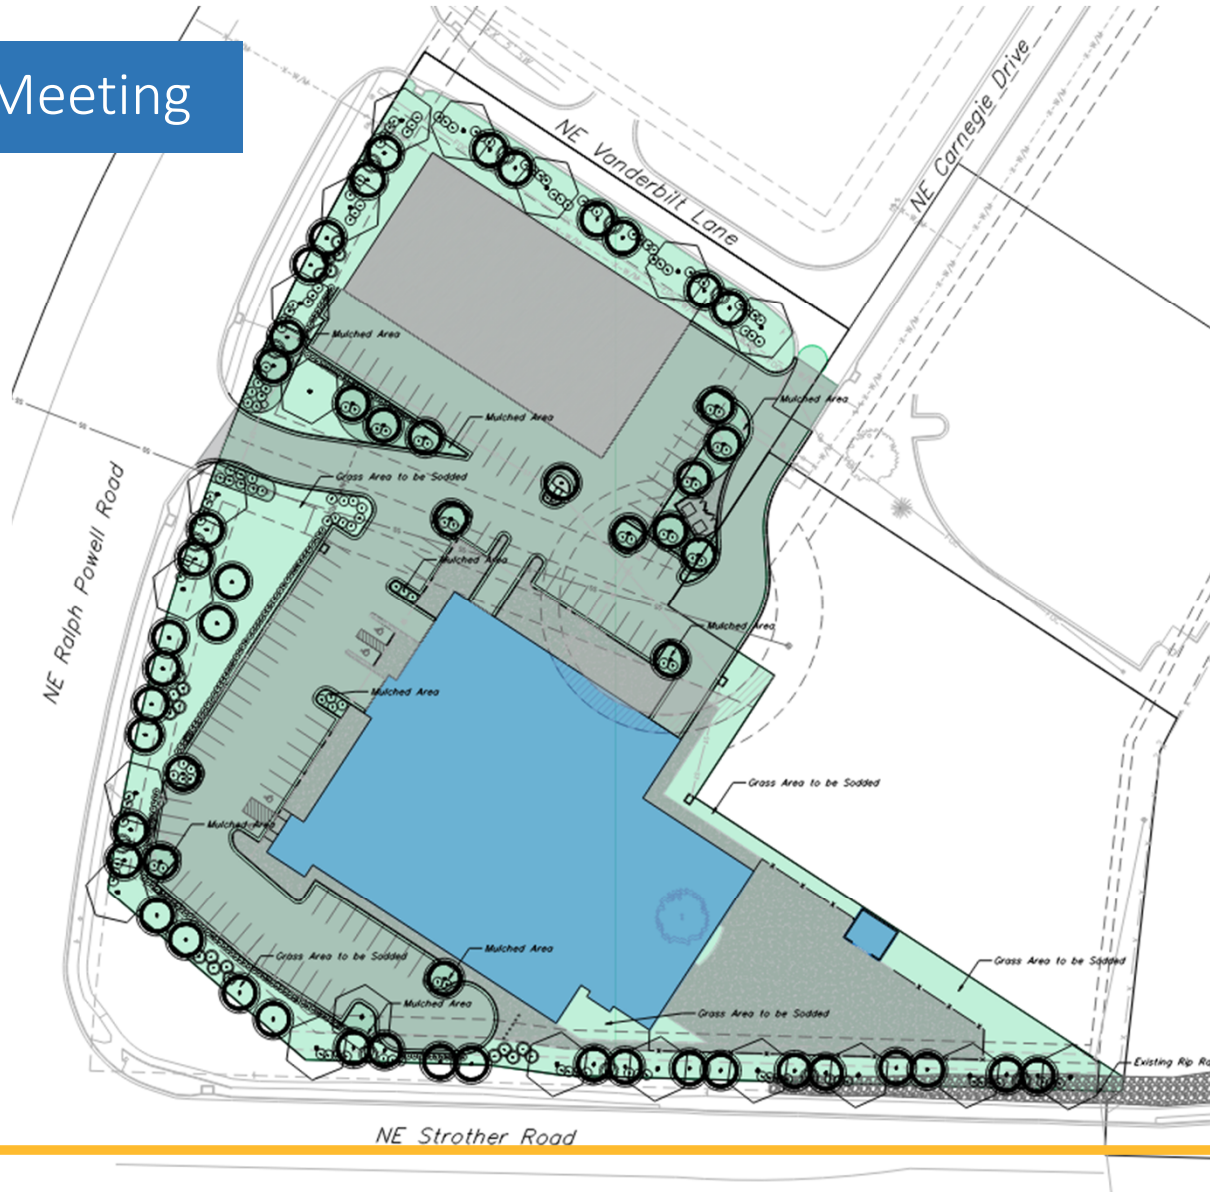 Meeting
NE Vanderbilt Lane
NE Carnegie Drive
Mulched Area
Mulched Area
Mulched Area
Grass Area to be Sodded
Mulched Area
NE Ralph Powell Road
Mulched Area
Mulched Area
Grass Area to be Sodded
Mulched Area
Mulched Area
Grass Area to be Sodded
Grass Area to be Sodded
Mulched Area
Grass Area to be Sodded
Existing Rip Ra
NE Strother Road